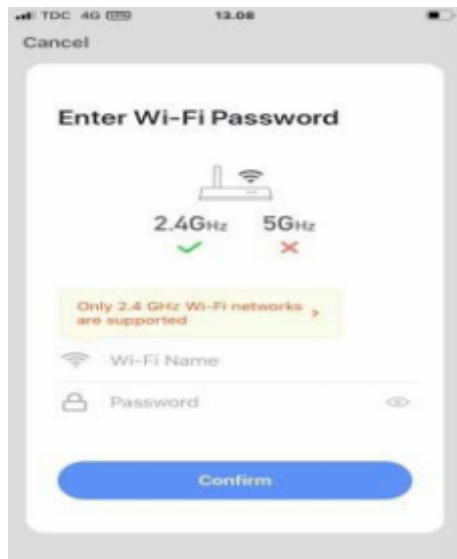 TDC 4G 13.08
Cancel
Enter Wi-Fi Password
2.4GHz 5GHz
Only 2.4 GHz Wi-Fi networks
are supported
Wi-Fi Name
Password
Confirm